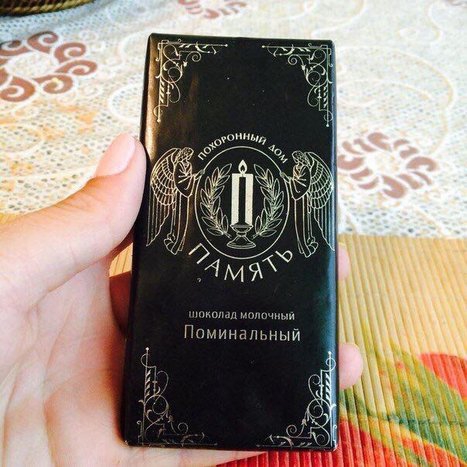 ПОХОРОННЫЙ ДОМ
П
ПАМЯТЬ
ШОКОЛАД МОЛОЧНЫЙ
Поминальный